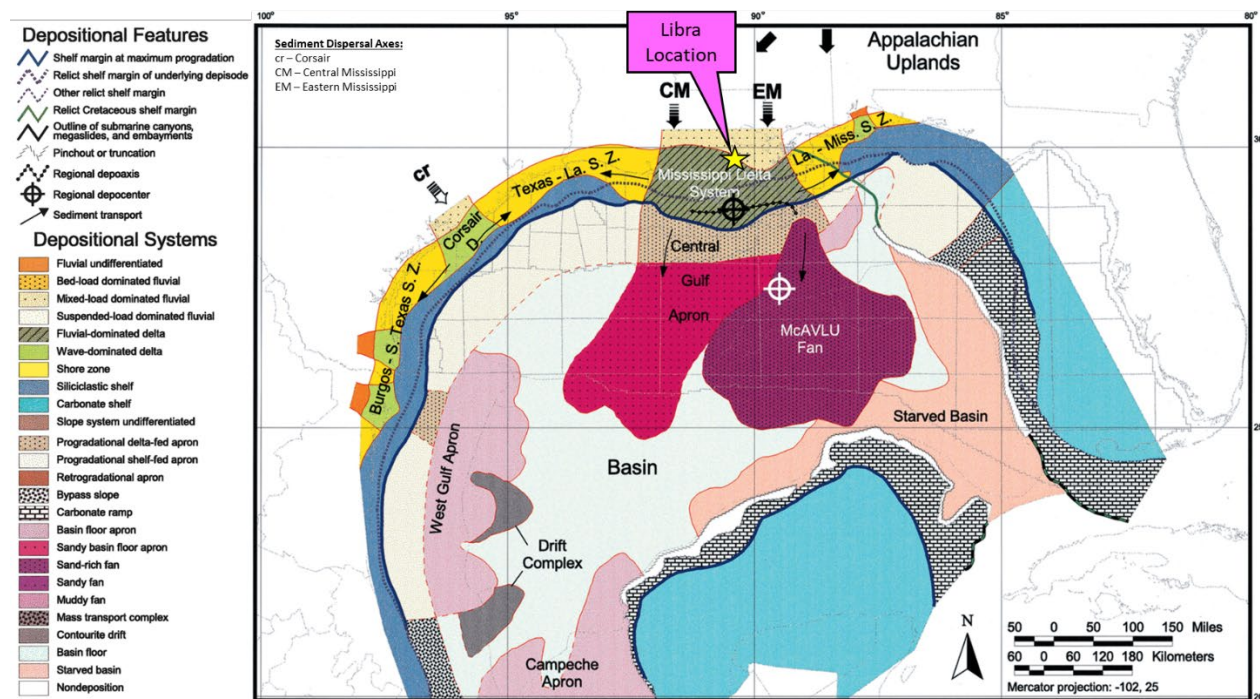 Depositional Features
Shelf margin at maximum progradation
Relict shelf margin of underlying depisode
Other relict shelf margin
Relict Cretaceous shelf margin
Outline of submarine canyons,
megaslides, and embayments
Pinchout or truncation
Regional depoaxis
Regional depocenter
Sediment transport
Depositional Systems
Fluvial undifferentiated
Bed-load dominated fluvial
Mixed-load dominated fluvial
Suspended-load dominated fluvial
Fluvial-dominated delta
Wave-dominated delta
Shore zone
Siliciclastic shelf
Carbonate shelf
Slope system undifferentiated
Progradational delta-fed apron
Progradational shelf-fed apron
Retrogradational apron
Bypass slope
Carbonate ramp
Basin floor apron
Sandy basin floor apron
Sand-rich fan
Sandy fan
Muddy fan
Mass transport complex
Contourite drift
Basin floor
Starved basin
Nondeposition
100°
95°
90°
85°
80°
Sediment Dispersal Axes:
cr – Corsair
CM – Central Mississippi
EM – Eastern Mississippi
Libra
Location
Appalachian
Uplands
CM
EM
cr
Texas - La. S. Z.
La. - Miss. S. Z.
Mississippi Delta
System
Corsair
D.
Burgos - S. Texas S. Z.
Central
Gulf
Apron
McAVLU
Fan
Starved Basin
Basin
West Gulf Apron
Drift
Complex
Campeche
Apron
N
50 0 50 100 150 Miles
60 0 60 120 180 Kilometers
Mercator projection: -102, 25